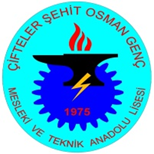 ÇİFTELER ŞEHİT OSMAN GENÇ
1975
MESLEKİ VE TEKNİK ANADOLU LİSESİ